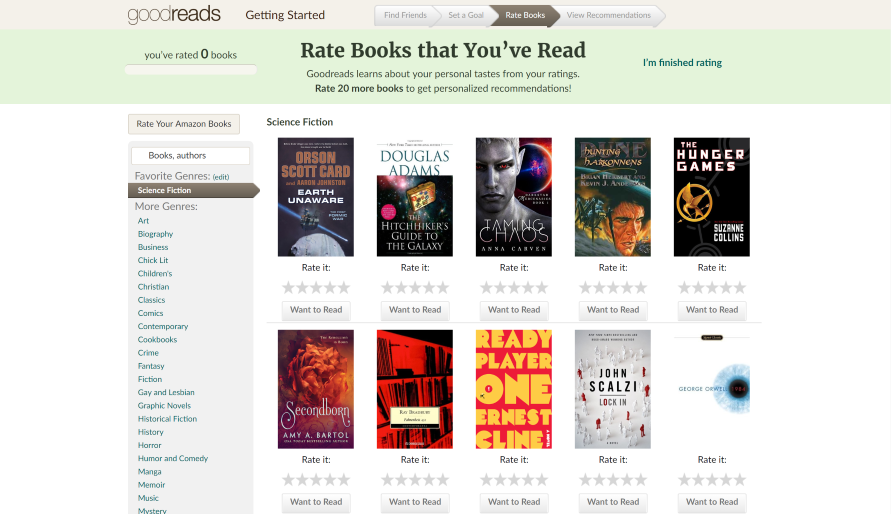 goodreads
Getting Started
Find Friends
Set a Goal
Rate Books
View Recommendations
you've rated 0 books
Rate Books that You've Read
Goodreads learns about your personal tastes from your ratings.
Rate 20 more books to get personalized recommendations!
I'm finished rating
Rate Your Amazon Books
Books, authors
Favorite Genres: (edit)
Science Fiction
More Genres:
Art
Biography
Business
Chick Lit
Children's
Christian
Classics
Comics
Contemporary
Cookbooks
Crime
Fantasy
Fiction
Gay and Lesbian
Graphic Novels
Historical Fiction
History
Horror
Humor and Comedy
Manga
Memoir
Music
Mystery
Science Fiction
ORSON
SCOTT CARD
AND AARON JOHNSTON
EARTH
UNAWARE
THE FIRST
FORMIC
WAR
DOUGLAS
ADAMS
THE
HITCHHIKER'S
GUIDE TO
THE GALAXY
TAMING
CHAOS
ANNA CARVEN
DUNE
HUNTING
HARKONNENS
BRIAN HERBERT AND
KEVIN J. ANDERSON
THE
HUNGER
GAMES
SUZANNE
COLLINS
Rate it:
Rate it:
Rate it:
Rate it:
Rate it:
Want to Read
Want to Read
Want to Read
Want to Read
Want to Read
Secondborn
AMY A. BARTOL
RAY BRADBURY
Fahrenheit 451
READY
PLAYER
ONE
ERNEST
CLINE
JOHN
SCALZI
LOCK IN
A NOVEL
GEORGE ORWELL
Rate it:
Rate it:
Rate it:
Rate it:
Rate it:
Want to Read
Want to Read
Want to Read
Want to Read
Want to Read